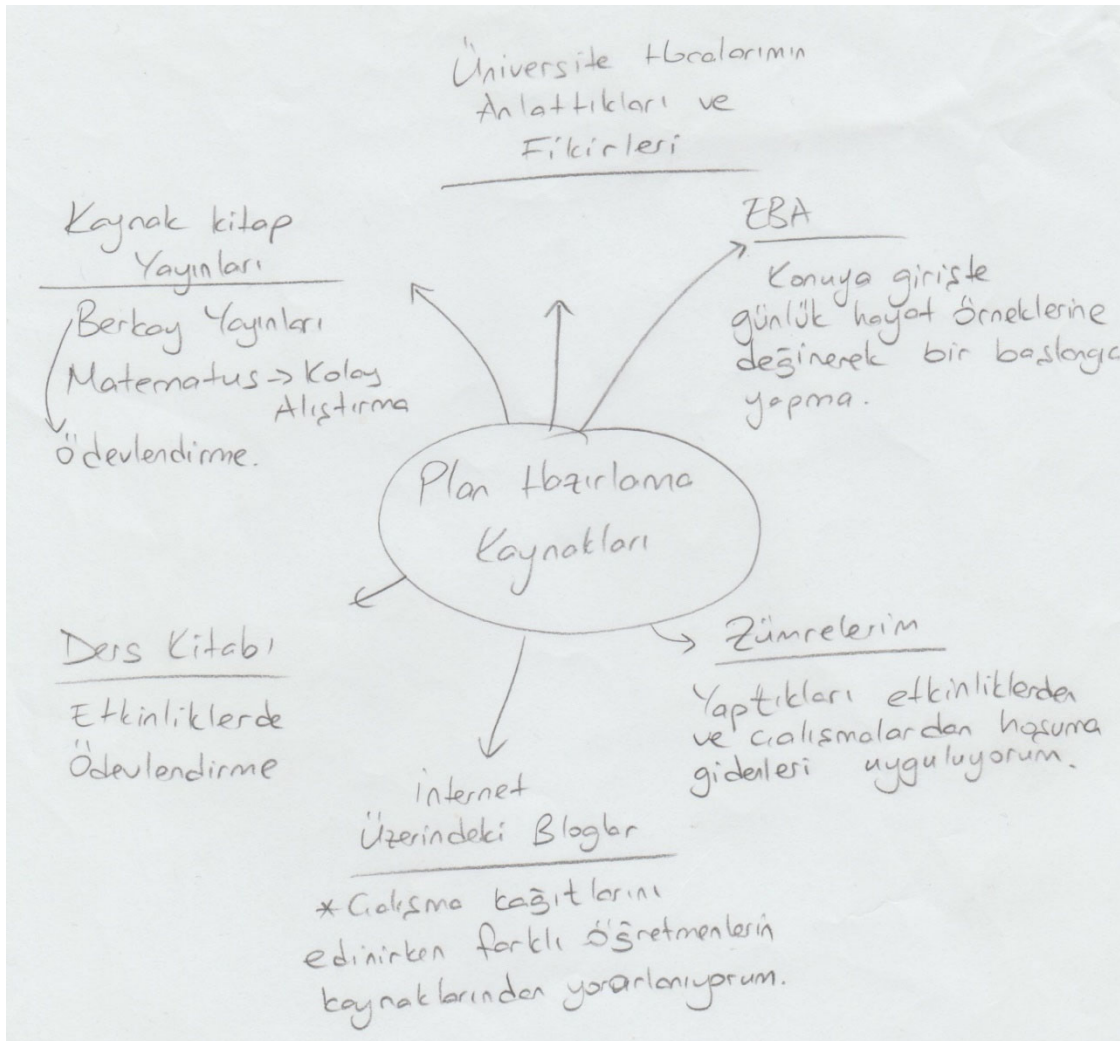 Üniversite Hocalarımın
Anlattıkları ve
Fikirleri
Kaynak kitap
Yayınları
Berkay Yayınları
Matematus → Kolay
Alıştırma
Ödevlendirme.
EBA
Konuya girişte
günlük hayat örneklerine
değinerek bir başlangıç
yapma.
Plan Hazırlama
Kaynakları
Ders Kitabı
Etkinliklerde
Ödevlendirme
Zümrelerim
Yaptıkları etkinliklerden
ve çalışmalardan hoşuma
gidenleri uyguluyorum.
İnternet
Üzerindeki Bloglar
*Çalışma kağıtlarını
edinirken farklı öğretmenlerin
kaynaklarından yararlanıyorum.